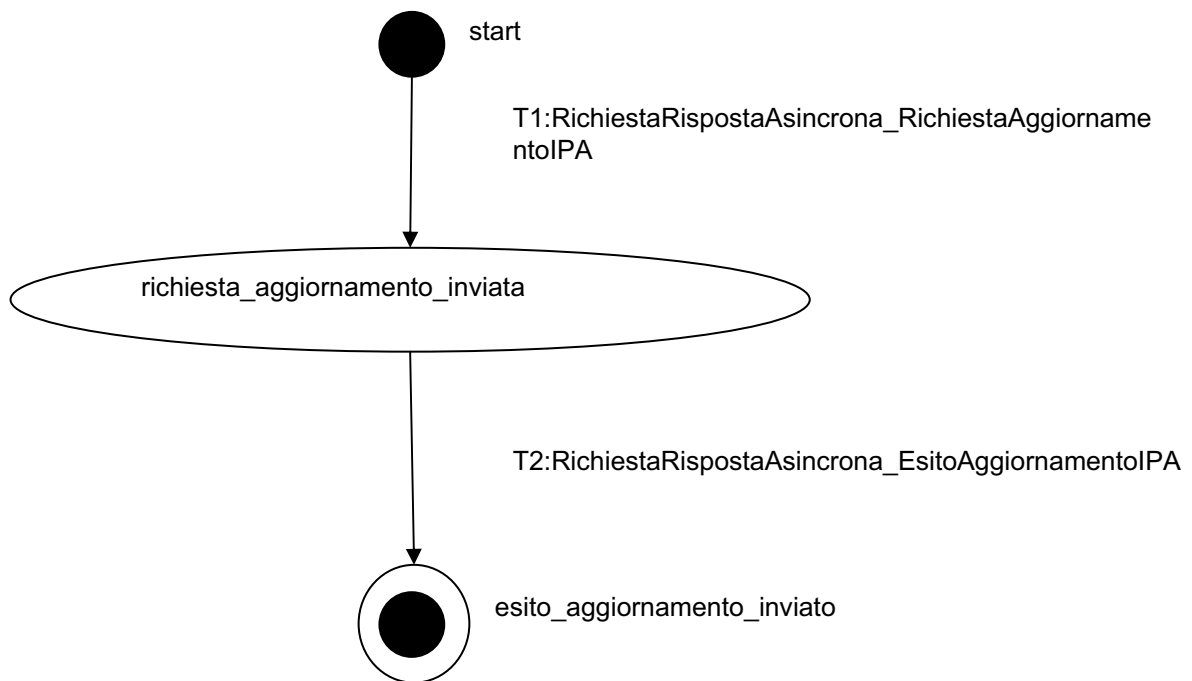 start
T1:RichiestaRispostaAsincrona_RichiestaAggiorname
ntoIPA
richiesta_aggiornamento_inviata
T2:RichiestaRispostaAsincrona_EsitoAggiornamentoIPA
esito_aggiornamento_inviato